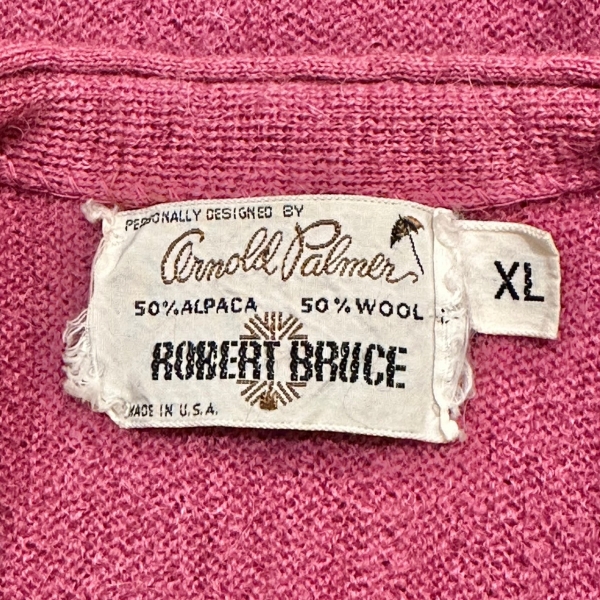 PERSONALLY DESIGNED BY
Arnold Palmer
50% ALPACA 50% WOOL
ROBERT BRUCE
MADE IN U.S.A.
XL